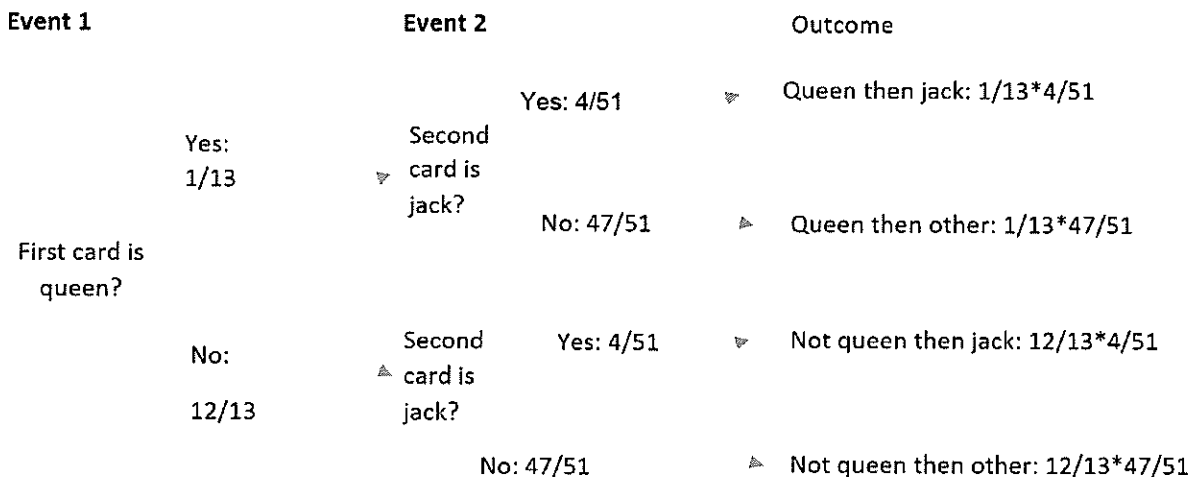 Event 1
Event 2
Outcome
Yes: 4/51
Queen then jack: 1/13*4/51
Yes:
1/13
Second
card is
jack?
No: 47/51
Queen then other: 1/13*47/51
First card is
queen?
No:
12/13
Second
card is
jack?
Yes: 4/51
Not queen then jack: 12/13*4/51
No: 47/51
Not queen then other: 12/13*47/51